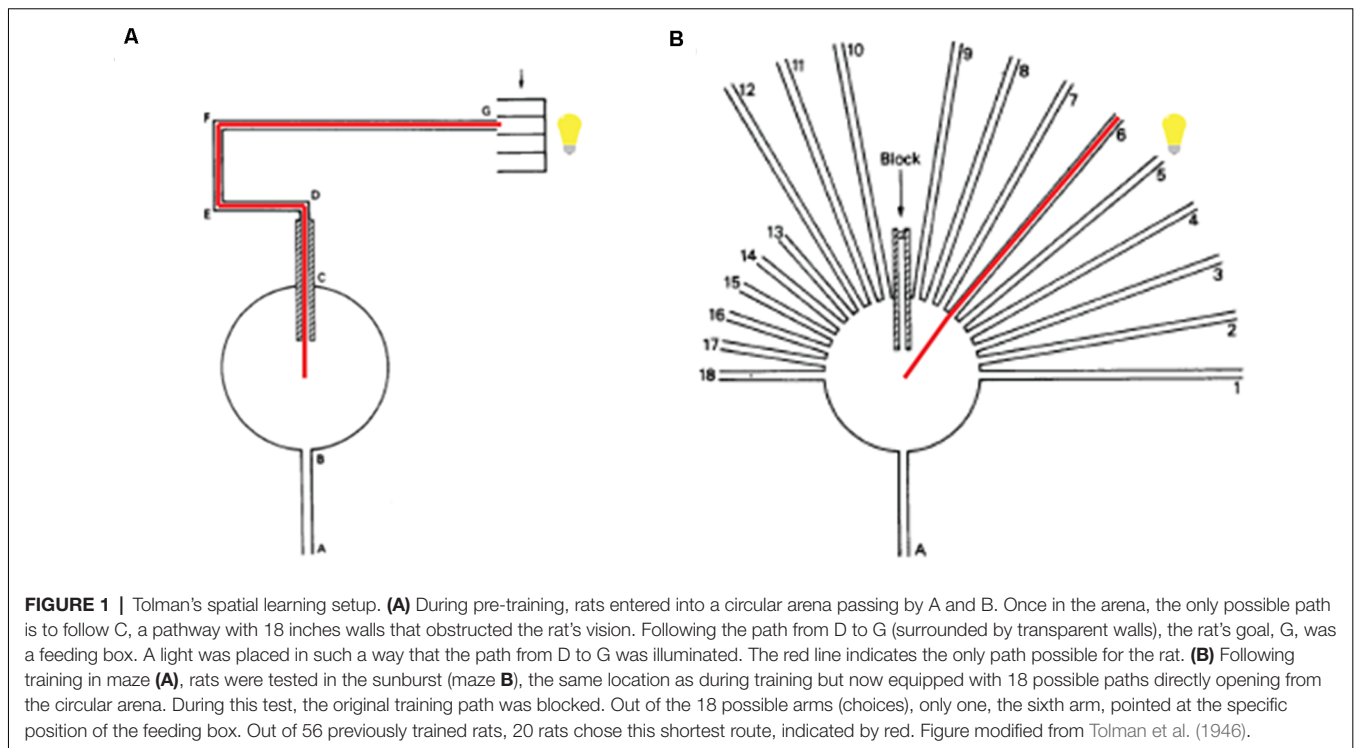 A
B
F
G
D
E
C
B
A
10
9
11
8
12
7
6
Block
5
4
13
14
3
15
16
2
17
18
1
A
FIGURE 1 | Tolman’s spatial learning setup. (A) During pre-training, rats entered into a circular arena passing by A and B. Once in the arena, the only possible path
is to follow C, a pathway with 18 inches walls that obstructed the rat’s vision. Following the path from D to G (surrounded by transparent walls), the rat’s goal, G, was
a feeding box. A light was placed in such a way that the path from D to G was illuminated. The red line indicates the only path possible for the rat. (B) Following
training in maze (A), rats were tested in the sunburst (maze B), the same location as during training but now equipped with 18 possible paths directly opening from
the circular arena. During this test, the original training path was blocked. Out of the 18 possible arms (choices), only one, the sixth arm, pointed at the specific
position of the feeding box. Out of 56 previously trained rats, 20 rats chose this shortest route, indicated by red. Figure modified from Tolman et al. (1946).